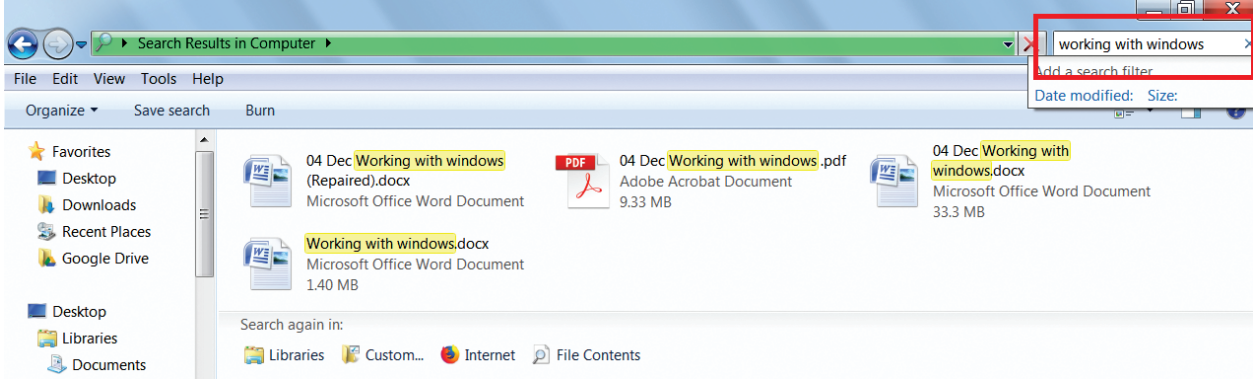 Search Results in Computer
working with windows
Add a search filter
Date modified: Size:
File Edit View Tools Help
Organize Save search Burn
Favorites
Desktop
Downloads
Recent Places
Google Drive
Desktop
Libraries
Documents
04 Dec Working with windows
(Repaired).docx
Microsoft Office Word Document
PDF
04 Dec Working with windows .pdf
Adobe Acrobat Document
9.33 MB
04 Dec Working with
windows.docx
Microsoft Office Word Document
33.3 MB
Working with windows.docx
Microsoft Office Word Document
1.40 MB
Search again in:
Libraries Custom... Internet File Contents